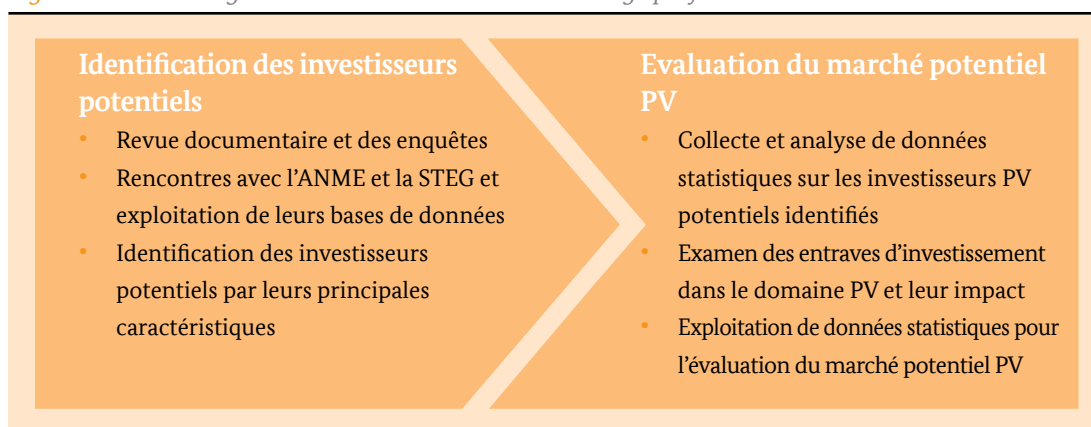 Identification des investisseurs
potentiels
• Revue documentaire et des enquêtes
• Rencontres avec l'ANME et la STEG et
exploitation de leurs bases de données
• Identification des investisseurs
potentiels par leurs principales
caractéristiques
Evaluation du marché potentiel
PV
• Collecte et analyse de données
statistiques sur les investisseurs PV
potentiels identifiés
• Examen des entraves d'investissement
dans le domaine PV et leur impact
• Exploitation de données statistiques pour
l'évaluation du marché potentiel PV